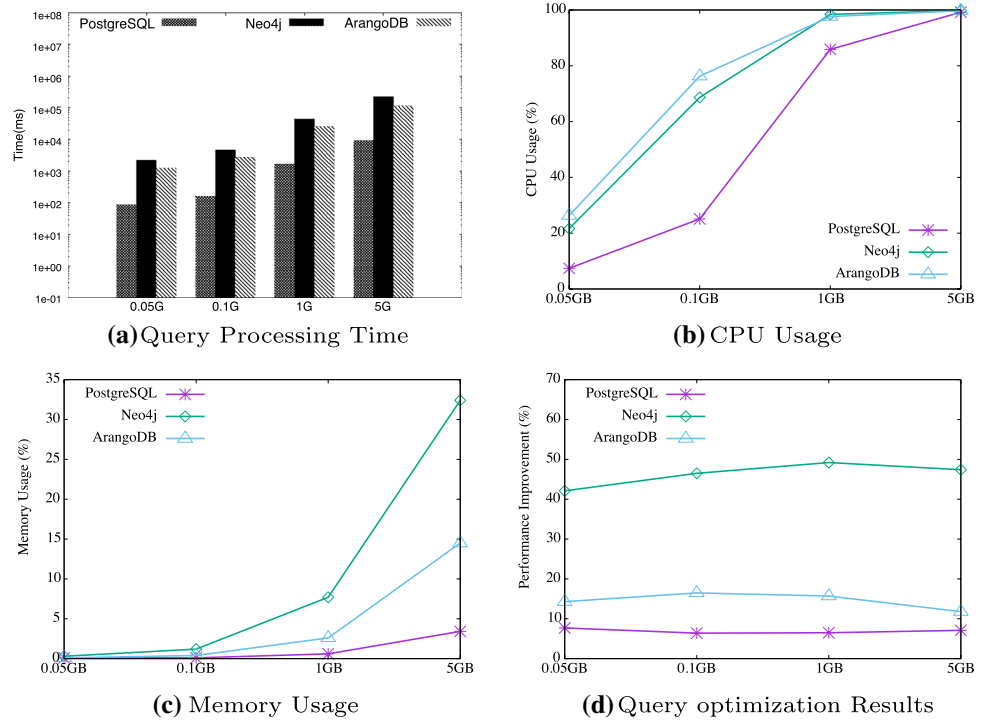 PostgreSQL Neo4j ArangoDB
Time(ms)
1e+08
1e+07
1e+06
1e+05
1e+04
1e+03
1e+02
1e+01
1e+00
1e-01
0.05G 0.1G 1G 5G
(a) Query Processing Time
CPU Usage (%)
100
80
60
40
20
0
PostgreSQL
Neo4j
ArangoDB
0.05GB 0.1GB 1GB 5GB
(b) CPU Usage
Memory Usage (%)
35
30
25
20
15
10
5
0
PostgreSQL
Neo4j
ArangoDB
0.05GB 0.1GB 1GB 5GB
(c) Memory Usage
Performance Improvement (%)
70
60
50
40
30
20
10
0
PostgreSQL
Neo4j
ArangoDB
0.05GB 0.1GB 1GB 5GB
(d) Query optimization Results